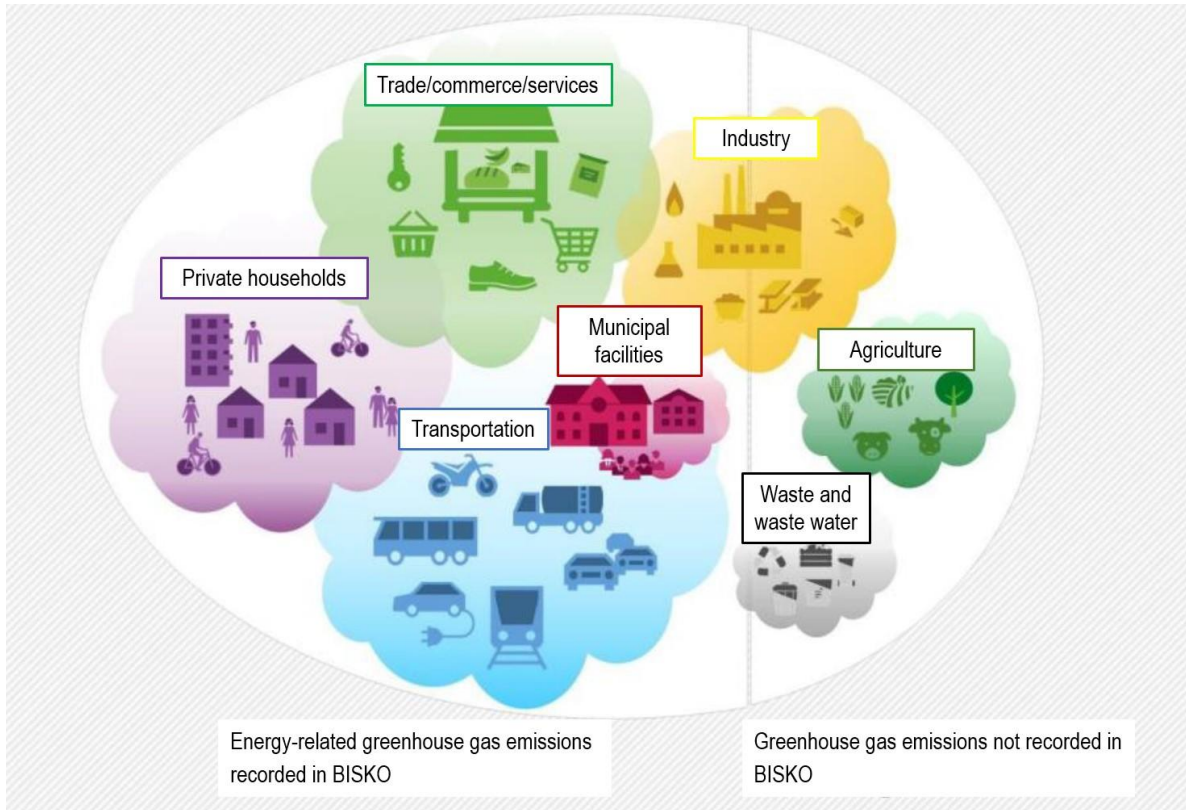 Trade/commerce/services
Industry
Private households
Municipal
facilities
Agriculture
Transportation
Waste and
waste water
Energy-related greenhouse gas emissions
recorded in BISKO
Greenhouse gas emissions not recorded in
BISKO